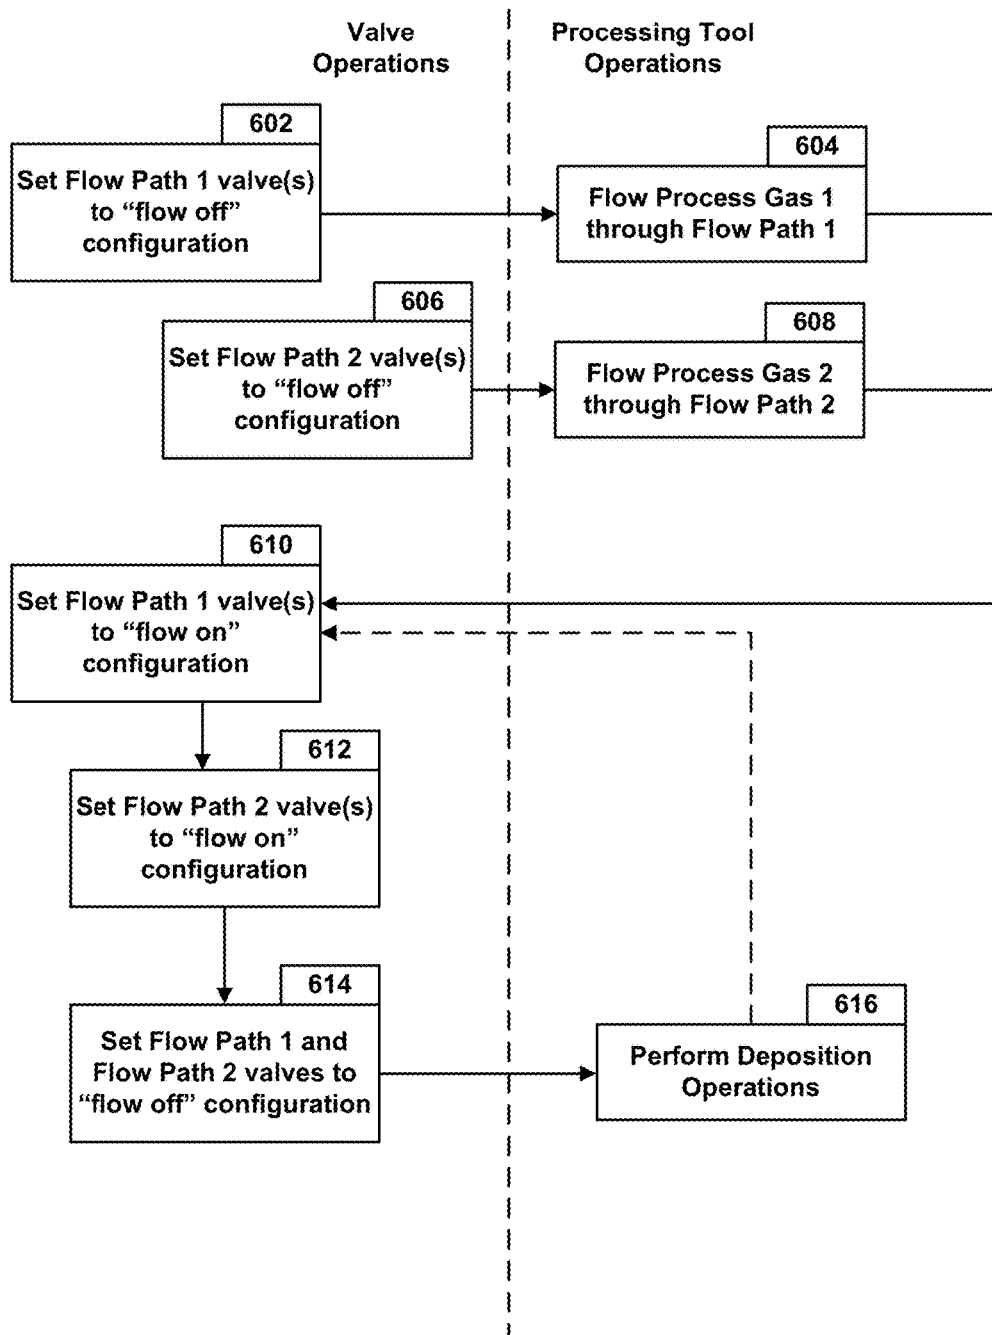 Valve
Operations
Processing Tool
Operations
602
Set Flow Path 1 valve(s)
to “flow off”
configuration
604
Flow Process Gas 1
through Flow Path 1
606
Set Flow Path 2 valve(s)
to “flow off”
configuration
608
Flow Process Gas 2
through Flow Path 2
610
Set Flow Path 1 valve(s)
to “flow on”
configuration
612
Set Flow Path 2 valve(s)
to “flow on”
configuration
614
Set Flow Path 1 and
Flow Path 2 valves to
“flow off” configuration
616
Perform Deposition
Operations